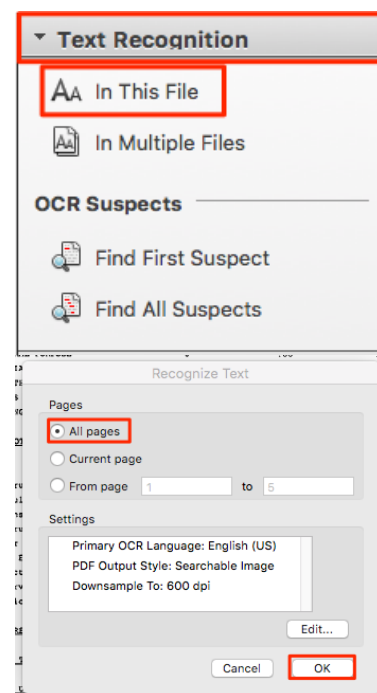 Text Recognition
AA In This File
In Multiple Files
OCR Suspects
Find First Suspect
Find All Suspects
Recognize Text
Pages
All pages
Current page
From page 1 to 5
Settings
Primary OCR Language: English (US)
PDF Output Style: Searchable Image
Downsample To: 600 dpi
Edit...
Cancel OK